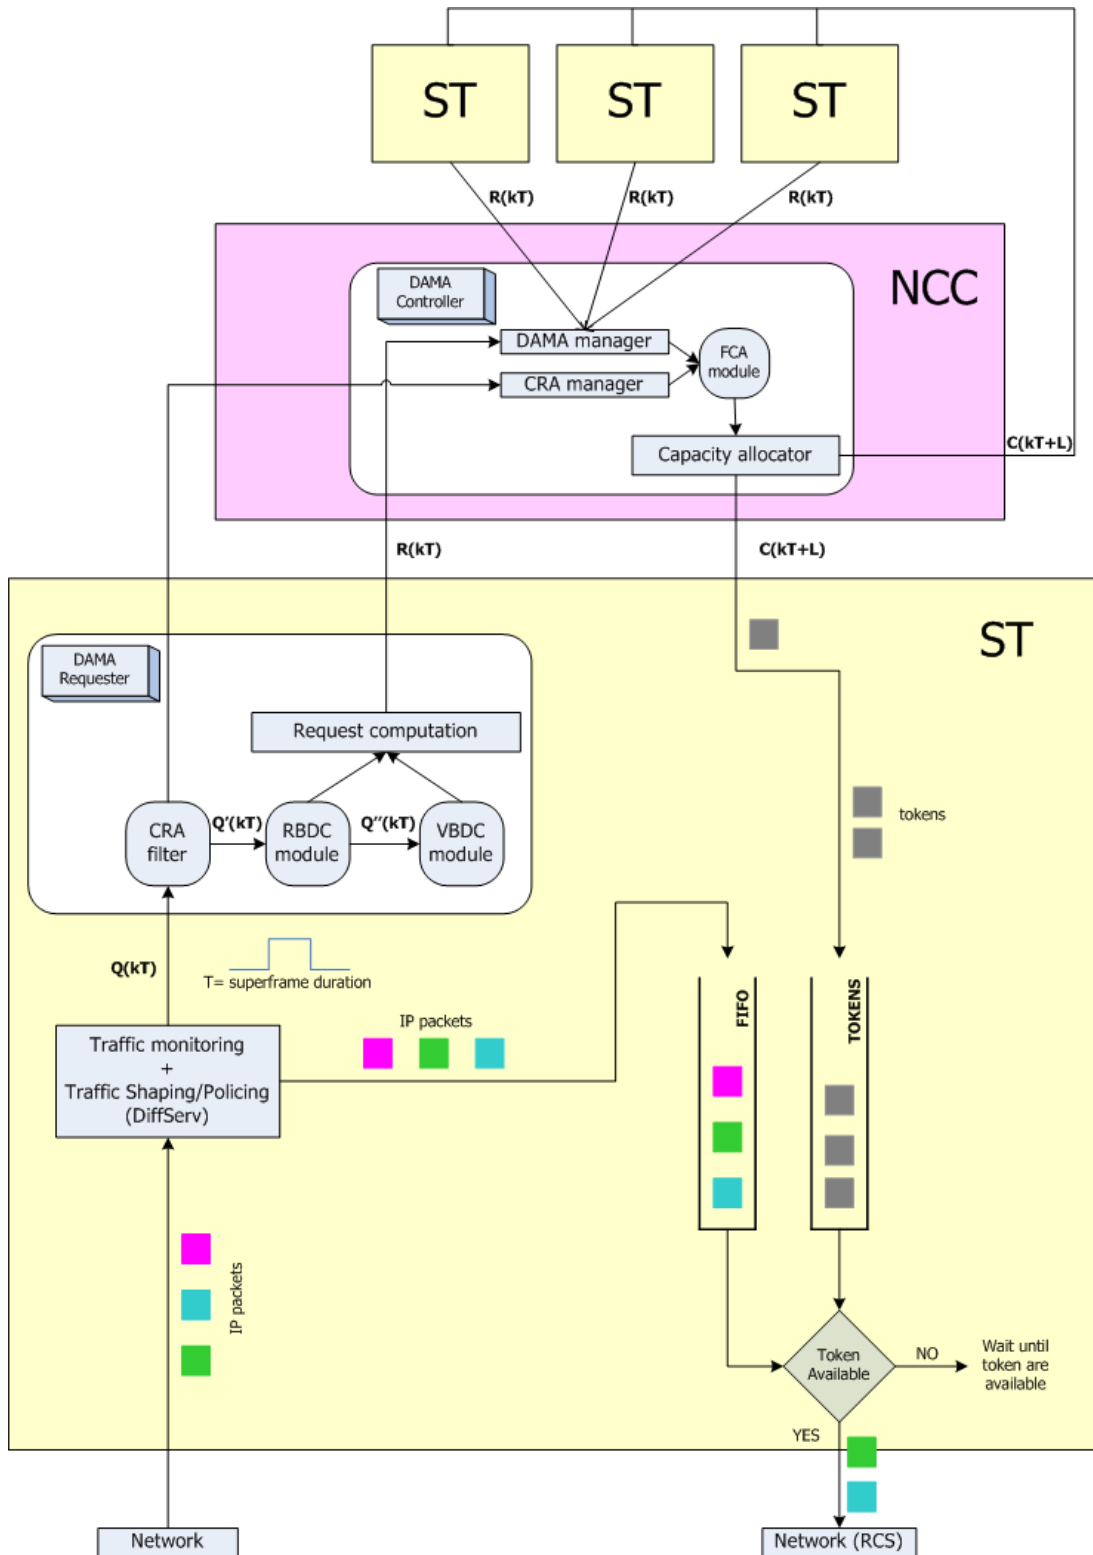 ST
ST
ST
R(kT)
R(kT)
R(kT)
NCC
DAMA
Controller
DAMA manager
FCA
module
CRA manager
Capacity allocator
C(kT+L)
R(kT)
C(kT+L)
ST
DAMA
Requester
Request computation
CRA
filter
Q'(kT)
RBDC
module
Q''(kT)
VBDC
module
tokens
Q(kT)
T= superframe duration
FIFO
TOKENS
IP packets
Traffic monitoring
+
Traffic Shaping/Policing
(DiffServ)
IP packets
Token
Available
NO
Wait until
token are
available
YES
Network
Network (RCS)